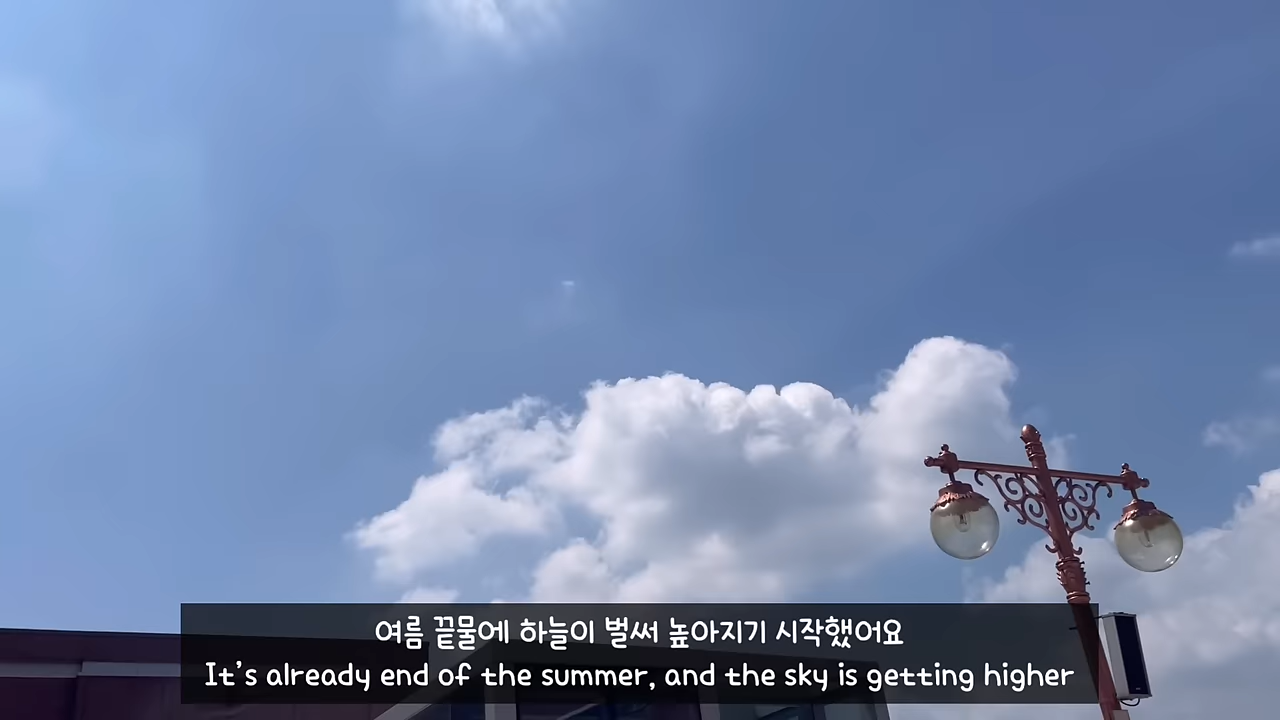 여름 끝물에 하늘이 벌써 높아지기 시작했어요
It's already end of the summer, and the sky is getting higher